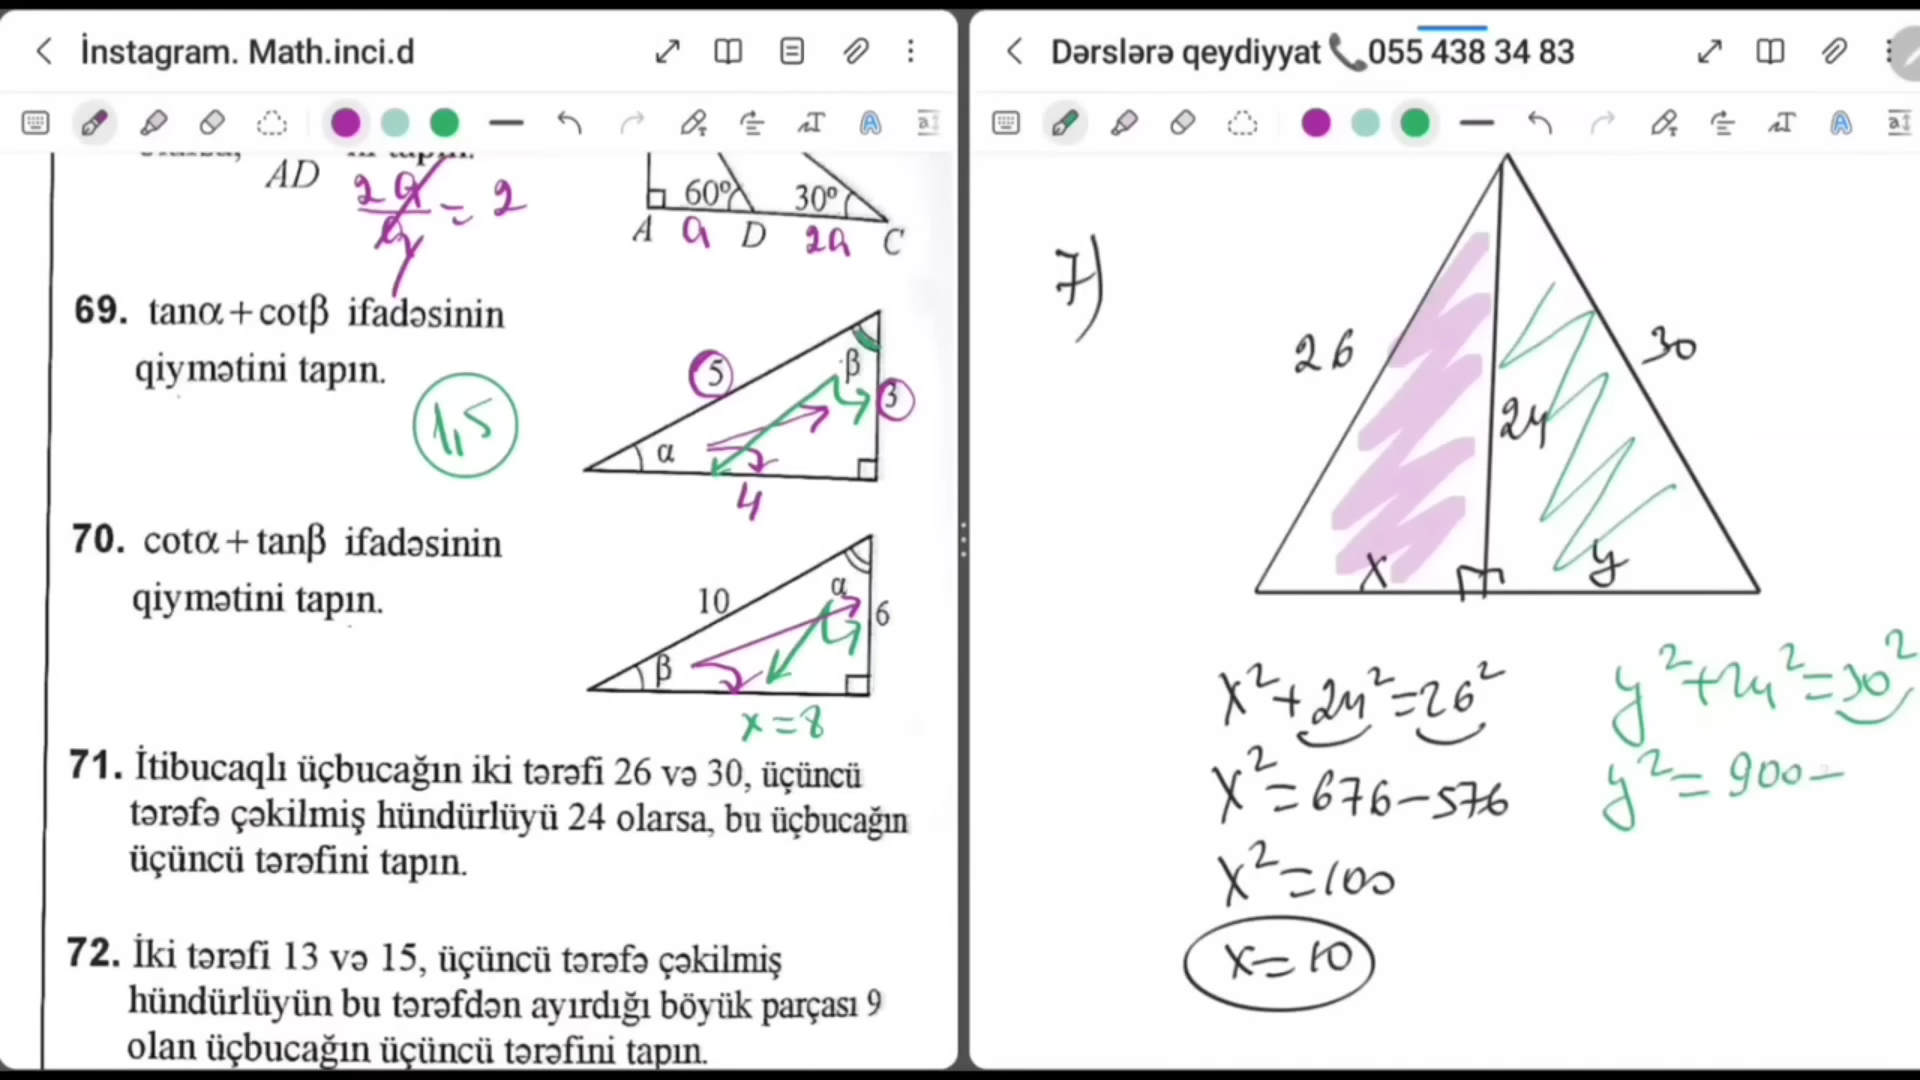 İnstagram. Math.inci.d
AD
2a/a = 2
60º
30º
A a D 2a C
69. tanα+cotβ ifadəsinin
qiymətini tapın.
1,5
5
β
3
α
4
70. cotα+tanβ ifadəsinin
qiymətini tapın.
10
α
6
β
x=8
71. İtibucaqlı üçbucağın iki tərəfi 26 və 30, üçüncü
tərəfə çəkilmiş hündürlüyü 24 olarsa, bu üçbucağın
üçüncü tərəfini tapın.
72. İki tərəfi 13 və 15, üçüncü tərəfə çəkilmiş
hündürlüyün bu tərəfdən ayırdığı böyük parçası 9
olan üçbucağın üçüncü tərəfini tapın.
Dərslərə qeydiyyat 📞055 438 34 83
7)
26
30
24
x
y
x²+24²=26²
x²=676-576
x²=100
x=10
y²+24²=30²
y²=900-